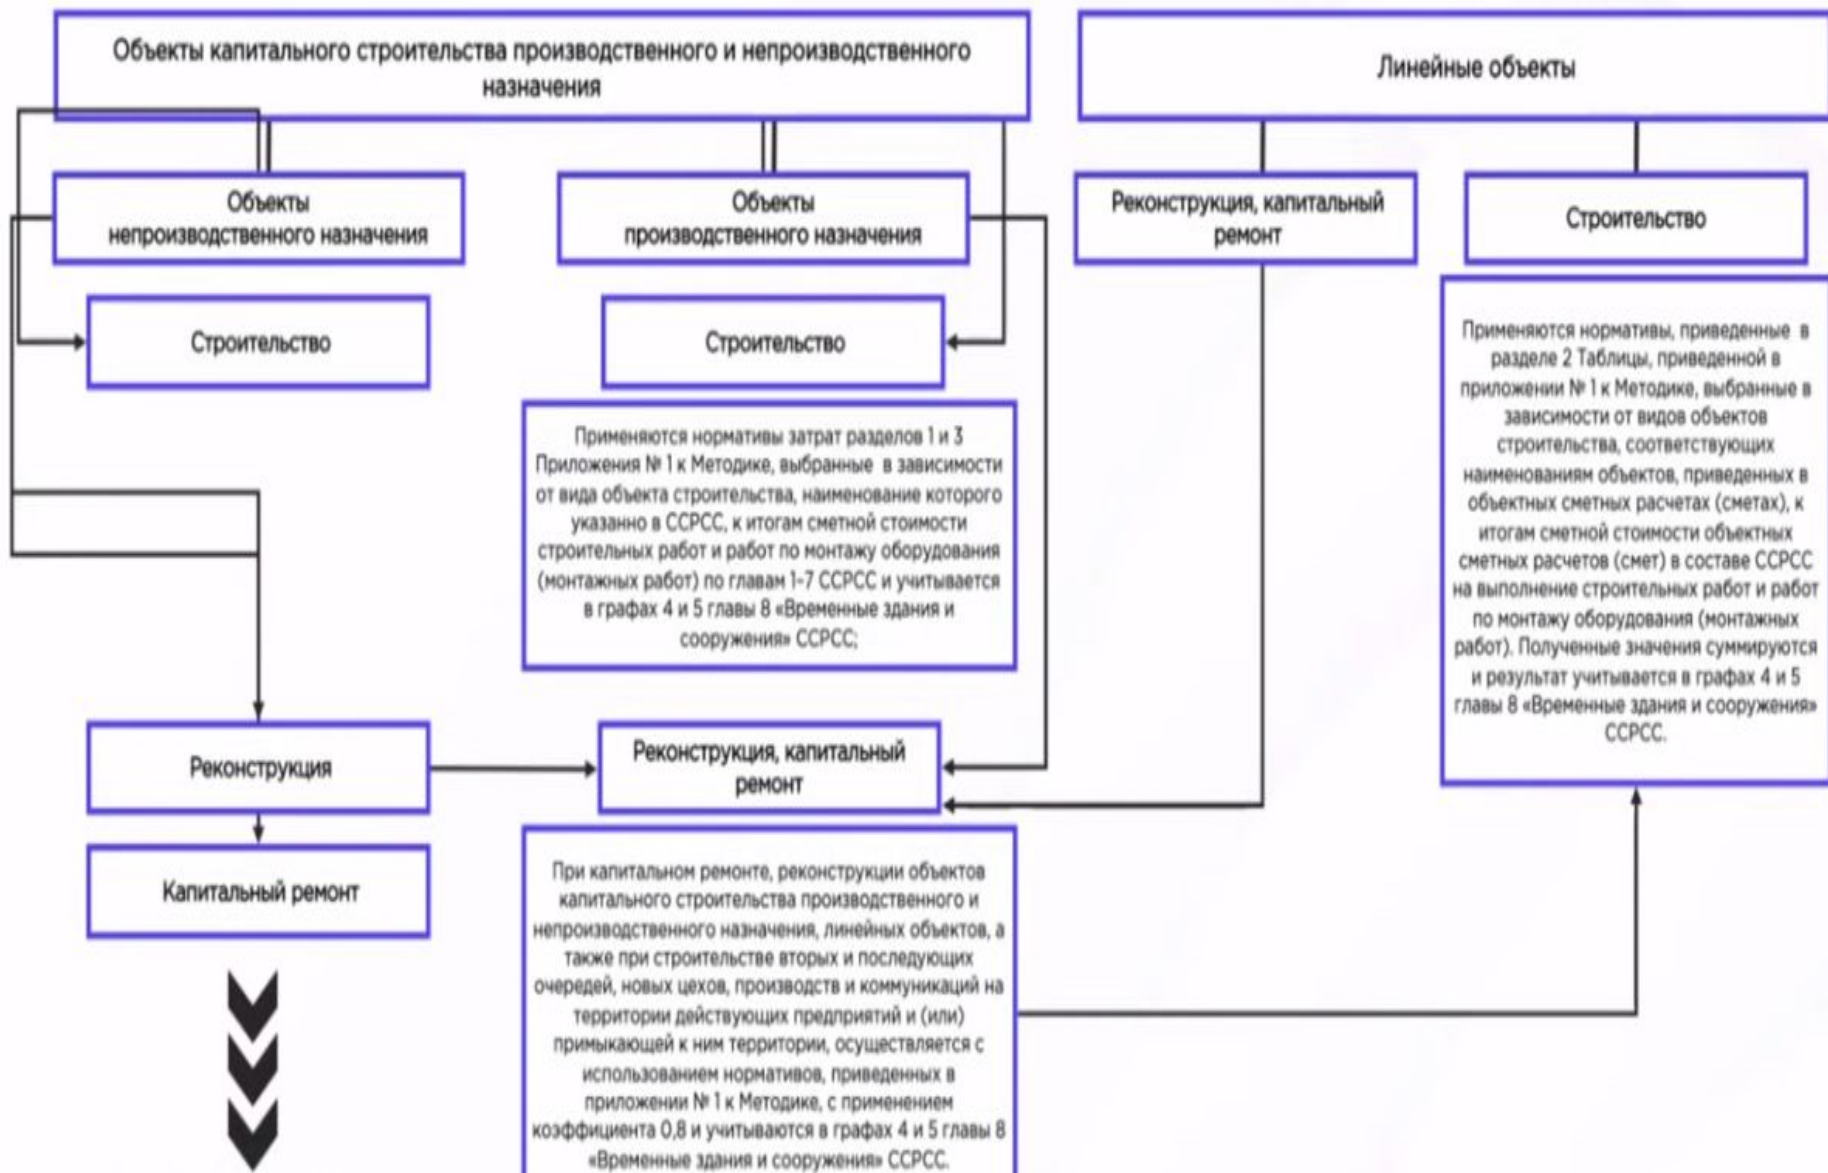 Объекты капитального строительства производственного и непроизводственного
назначения
Линейные объекты
Объекты
непроизводственного назначения
Объекты
производственного назначения
Реконструкция, капитальный
ремонт
Строительство
Строительство
Строительство
Применяются нормативы затрат разделов 1 и 3
Приложения № 1 к Методике, выбранные в зависимости
от вида объекта строительства, наименование которого
указанно в ССРСС, к итогам сметной стоимости
строительных работ и работ по монтажу оборудования
(монтажных работ) по главам 1-7 ССРСС и учитывается
в графах 4 и 5 главы 8 «Временные здания и
сооружения» ССРСС;
Применяются нормативы, приведенные в
разделе 2 Таблицы, приведенной в
приложении № 1 к Методике, выбранные в
зависимости от видов объектов
строительства, соответствующих
наименованиям объектов, приведенных в
объектных сметных расчетах (сметах), к
итогам сметной стоимости объектных
сметных расчетов (смет) в составе ССРСС
на выполнение строительных работ и работ
по монтажу оборудования (монтажных
работ). Полученные значения суммируются
и результат учитывается в графах 4 и 5
главы 8 «Временные здания и сооружения»
ССРСС.
Реконструкция
Реконструкция, капитальный
ремонт
Капитальный ремонт
При капитальном ремонте, реконструкции объектов
капитального строительства производственного и
непроизводственного назначения, линейных объектов, а
также при строительстве вторых и последующих
очередей, новых цехов, производств и коммуникаций на
территории действующих предприятий и (или)
примыкающей к ним территории, осуществляется с
использованием нормативов, приведенных в
приложении № 1 к Методике, с применением
коэффициента 0,8 и учитываются в графах 4 и 5 главы 8
«Временные здания и сооружения» ССРСС.